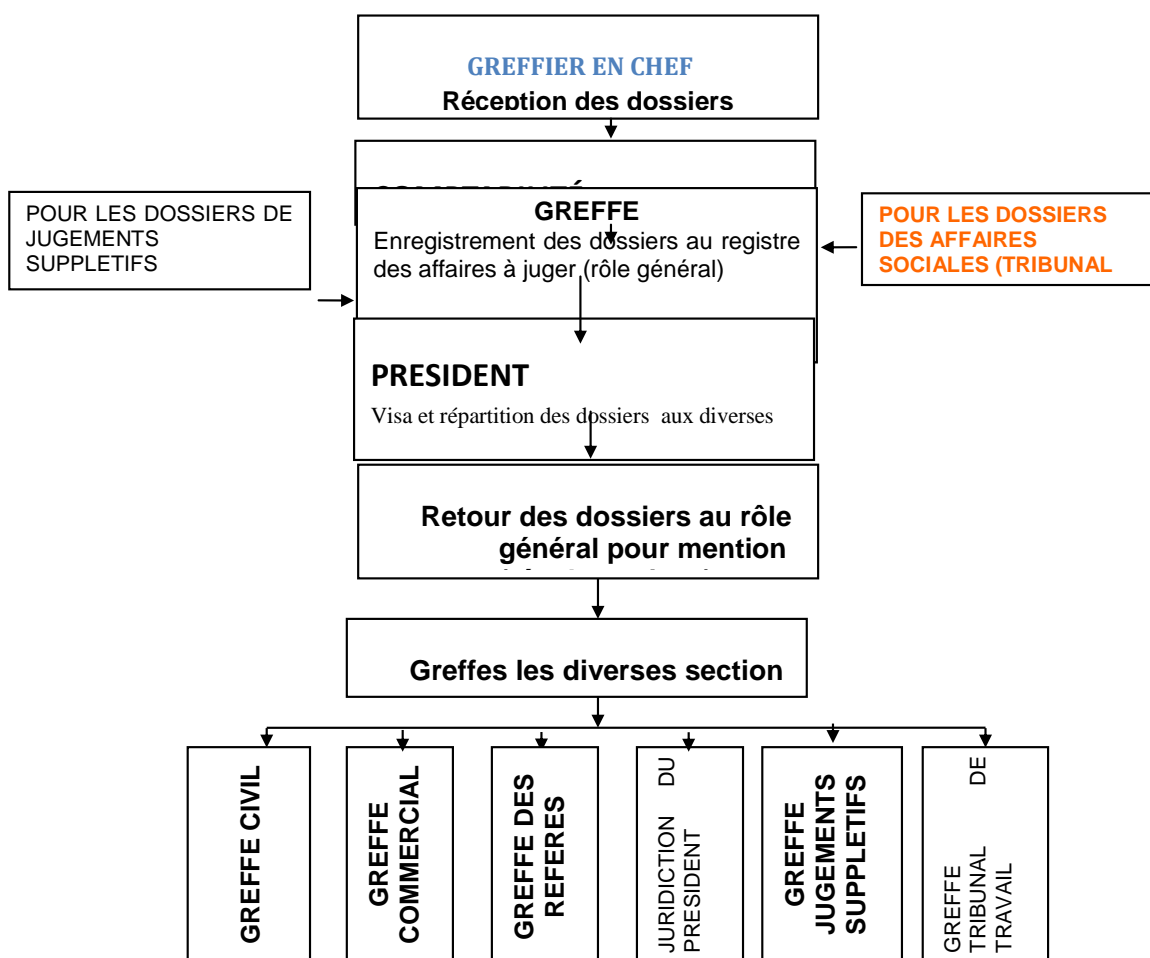 GREFFIER EN CHEF
Réception des dossiers
POUR LES DOSSIERS DE
JUGEMENTS
SUPPLETIFS
GREFFE
Enregistrement des dossiers au registre
des affaires à juger (rôle général)
POUR LES DOSSIERS
DES AFFAIRES
SOCIALES (TRIBUNAL
PRESIDENT
Visa et répartition des dossiers aux diverses
Retour des dossiers au rôle
général pour mention
Greffes les diverses section
GREFFE CIVIL
GREFFE
COMMERCIAL
GREFFE DES
REFERES
JURIDICTION DU
PRESIDENT
GREFFE
JUGEMENTS
SUPPLETIFS
GREFFE
TRIBUNAL DE
TRAVAIL